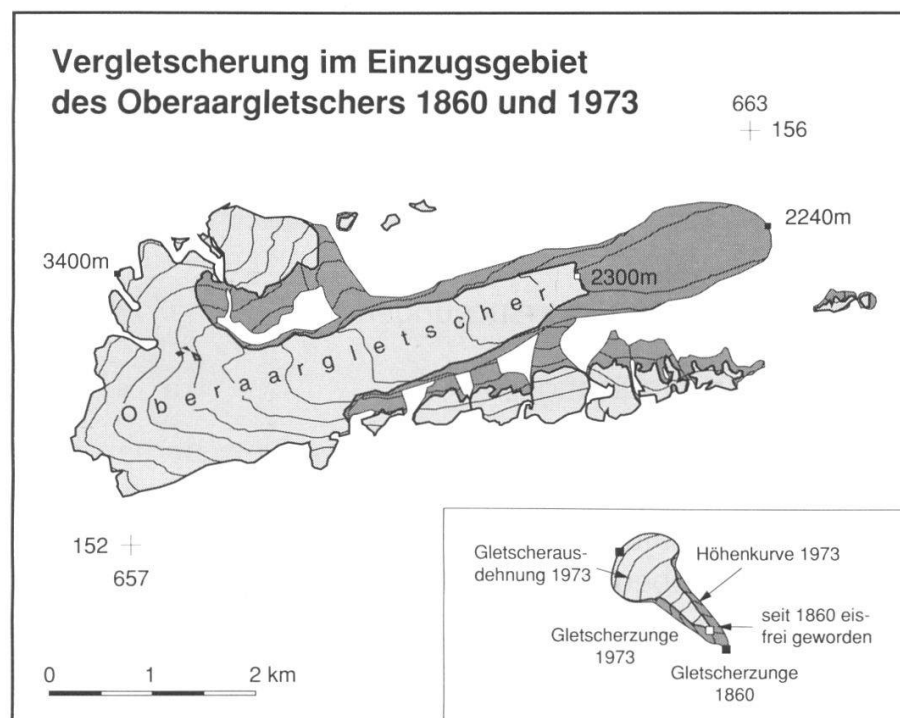 Vergletscherung im Einzugsgebiet
des Oberaargletschers 1860 und 1973
663
156
2240m
3400m
2300m
Oberaargletscher
152
657
Gletscheraus-
dehnung 1973
Höhenkurve 1973
seit 1860 eis-
frei geworden
Gletscherzunge
1973
Gletscherzunge
1860
0 1 2 km